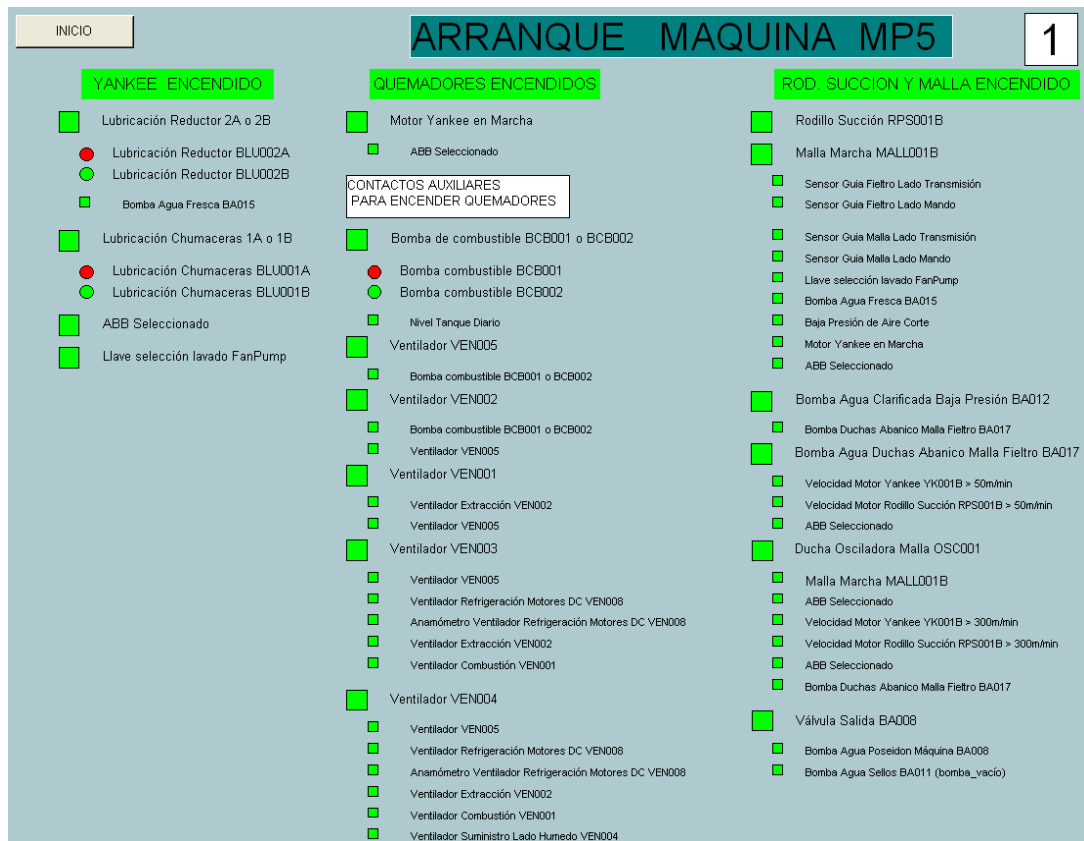 INICIO
ARRANQUE MAQUINA MP5
1
YANKEE ENCENDIDO
Lubricación Reductor 2A o 2B
Lubricación Reductor BLU002A
Lubricación Reductor BLU002B
Bomba Agua Fresca BA015
Lubricación Chumaceras 1A o 1B
Lubricación Chumaceras BLU001A
Lubricación Chumaceras BLU001B
ABB Seleccionado
Llave selección lavado FanPump
QUEMADORES ENCENDIDOS
Motor Yankee en Marcha
ABB Seleccionado
CONTACTOS AUXILIARES
PARA ENCENDER QUEMADORES
Bomba de combustible BCB001 o BCB002
Bomba combustible BCB001
Bomba combustible BCB002
Nivel Tanque Diario
Ventilador VEN005
Bomba combustible BCB001 o BCB002
Ventilador VEN002
Bomba combustible BCB001 o BCB002
Ventilador VEN005
Ventilador VEN001
Ventilador Extracción VEN002
Ventilador VEN005
Ventilador VEN003
Ventilador VEN005
Ventilador Refrigeración Motores DC VEN008
Anamómetro Ventilador Refrigeración Motores DC VEN008
Ventilador Extracción VEN002
Ventilador Combustión VEN001
Ventilador VEN004
Ventilador VEN005
Ventilador Refrigeración Motores DC VEN008
Anamómetro Ventilador Refrigeración Motores DC VEN008
Ventilador Extracción VEN002
Ventilador Combustión VEN001
Ventilador Suministro Lado Humedo VEN004
ROD. SUCCION Y MALLA ENCENDIDO
Rodillo Succión RPS001B
Malla Marcha MALL001B
Sensor Guia Fieltro Lado Transmisión
Sensor Guia Fieltro Lado Mando
Sensor Guia Malla Lado Transmisión
Sensor Guia Malla Lado Mando
Llave selección lavado FanPump
Bomba Agua Fresca BA015
Baja Presión de Aire Corte
Motor Yankee en Marcha
ABB Seleccionado
Bomba Agua Clarificada Baja Presión BA012
Bomba Duchas Abanico Malla Fieltro BA017
Bomba Agua Duchas Abanico Malla Fieltro BA017
Velocidad Motor Yankee YK001B > 50m/min
Velocidad Motor Rodillo Succión RPS001B > 50m/min
ABB Seleccionado
Ducha Osciladora Malla OSC001
Malla Marcha MALL001B
ABB Seleccionado
Velocidad Motor Yankee YK001B > 300m/min
Velocidad Motor Rodillo Succión RPS001B > 300m/min
ABB Seleccionado
Bomba Duchas Abanico Malla Fieltro BA017
Válvula Salida BA008
Bomba Agua Poseidon Máquina BA008
Bomba Agua Sellos BA011 (bomba_vacío)